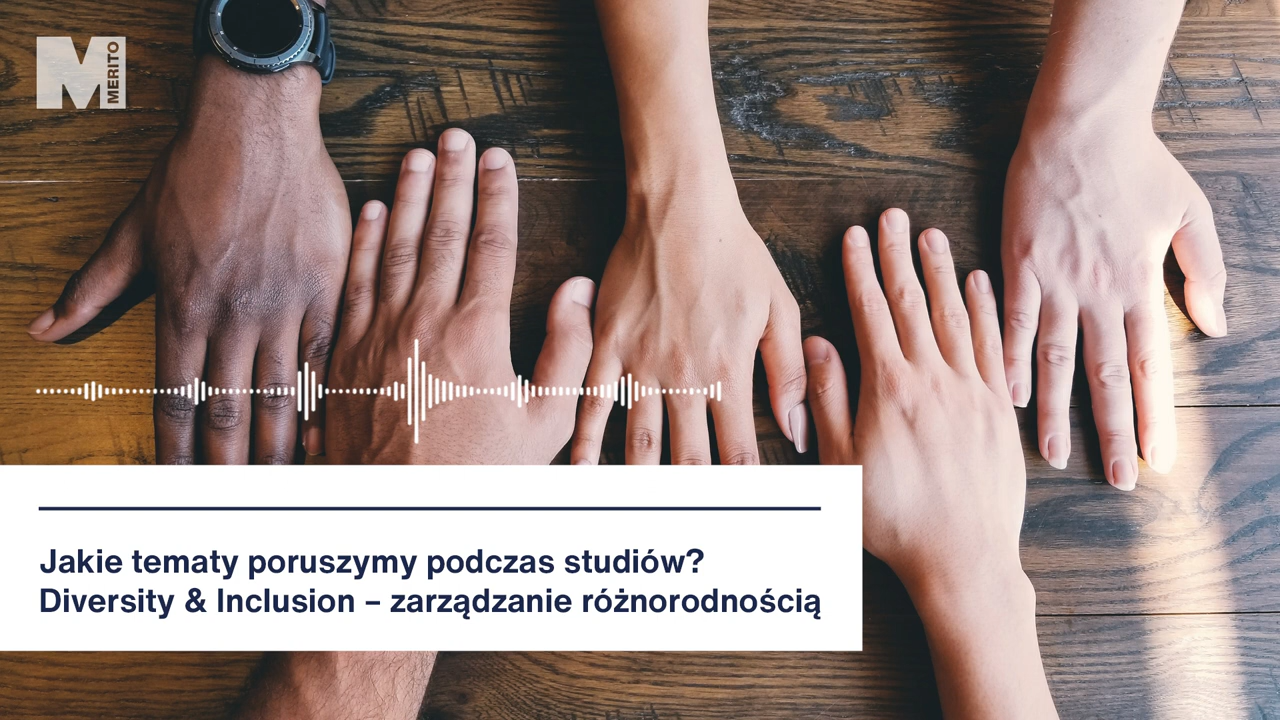 M MERITO
Jakie tematy poruszymy podczas studiów?
Diversity & Inclusion – zarządzanie różnorodnością